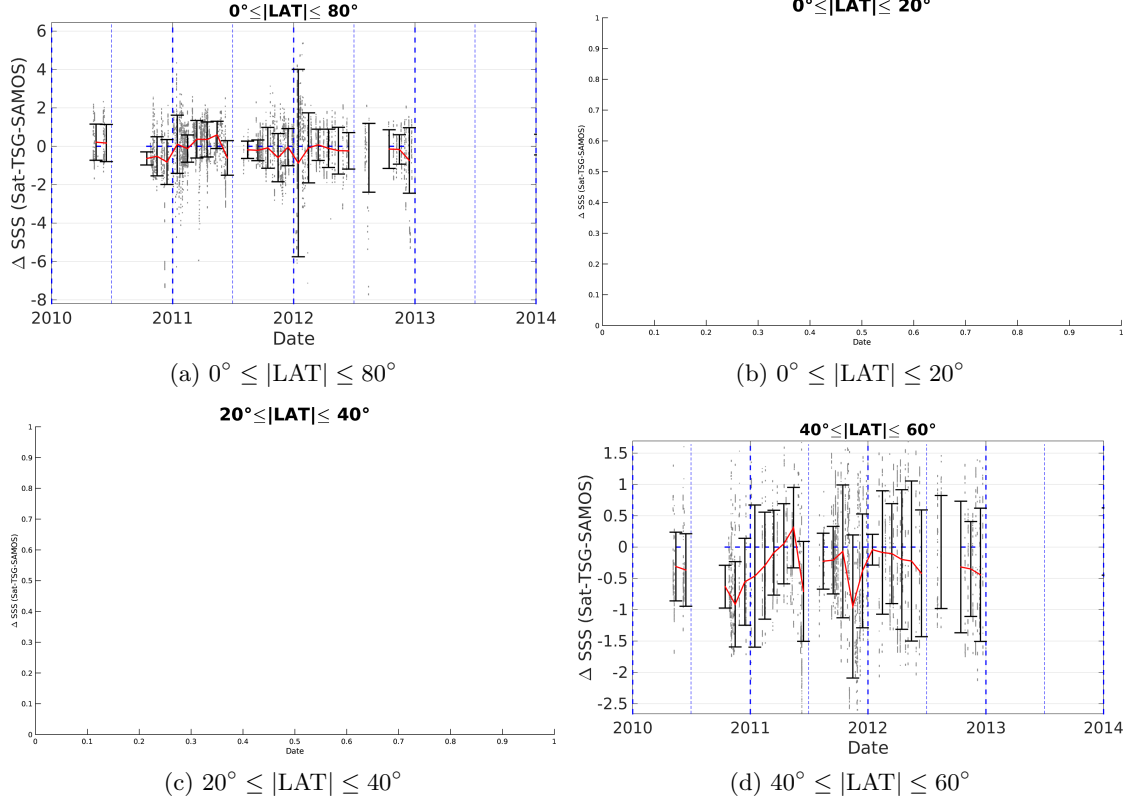 0°≤|LAT|≤ 80°
6
4
2
0
-2
-4
-6
-8
Δ SSS (Sat-TSG-SAMOS)
2010 2011 2012 2013 2014
Date
(a) 0° ≤ |LAT| ≤ 80°
0°≤|LAT|≤ 20°
1
0.9
0.8
0.7
0.6
0.5
0.4
0.3
0.2
0.1
0
Δ SSS (Sat-TSG-SAMOS)
0 0.1 0.2 0.3 0.4 0.5 0.6 0.7 0.8 0.9 1
Date
(b) 0° ≤ |LAT| ≤ 20°
20°≤|LAT|≤ 40°
1
0.9
0.8
0.7
0.6
0.5
0.4
0.3
0.2
0.1
0
Δ SSS (Sat-TSG-SAMOS)
0 0.1 0.2 0.3 0.4 0.5 0.6 0.7 0.8 0.9 1
Date
(c) 20° ≤ |LAT| ≤ 40°
40°≤|LAT|≤ 60°
1.5
1
0.5
0
-0.5
-1
-1.5
-2
-2.5
Δ SSS (Sat-TSG-SAMOS)
2010 2011 2012 2013 2014
Date
(d) 40° ≤ |LAT| ≤ 60°